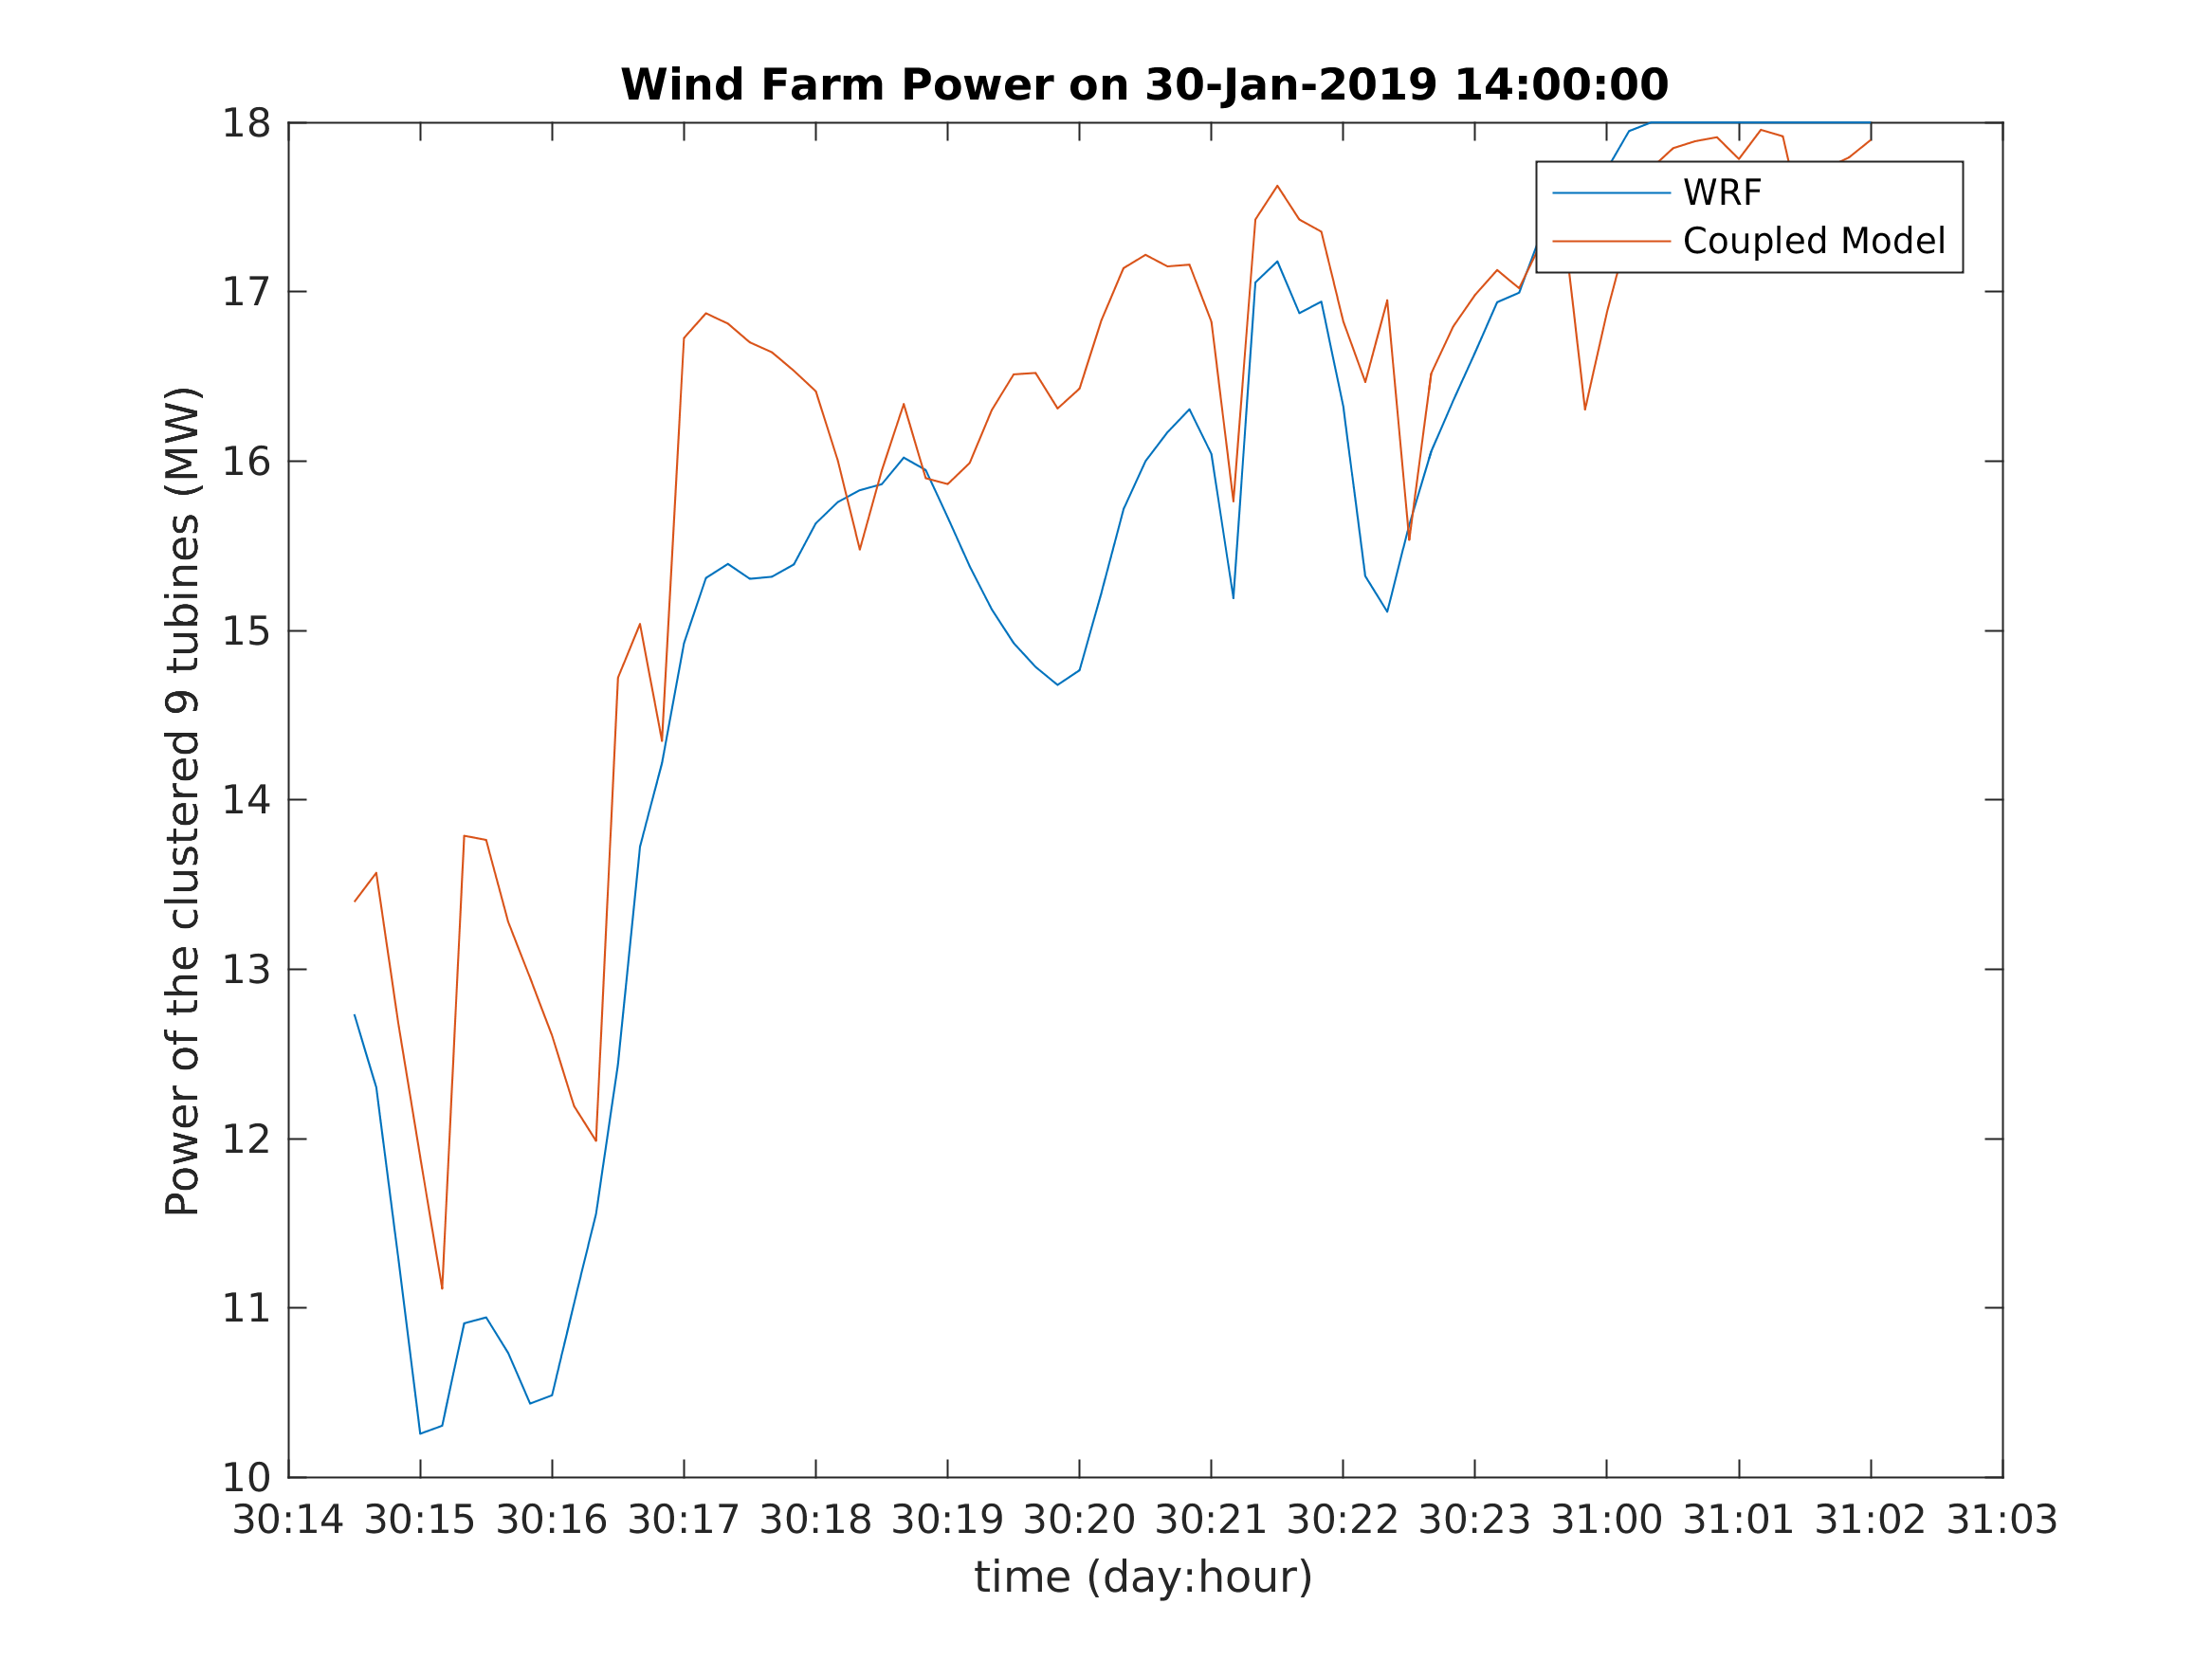 Wind Farm Power on 30-Jan-2019 14:00:00
18
17
16
15
14
13
12
11
10
Power of the clustered 9 tubines (MW)
WRF
Coupled Model
30:14 30:15 30:16 30:17 30:18 30:19 30:20 30:21 30:22 30:23 31:00 31:01 31:02 31:03
time (day:hour)